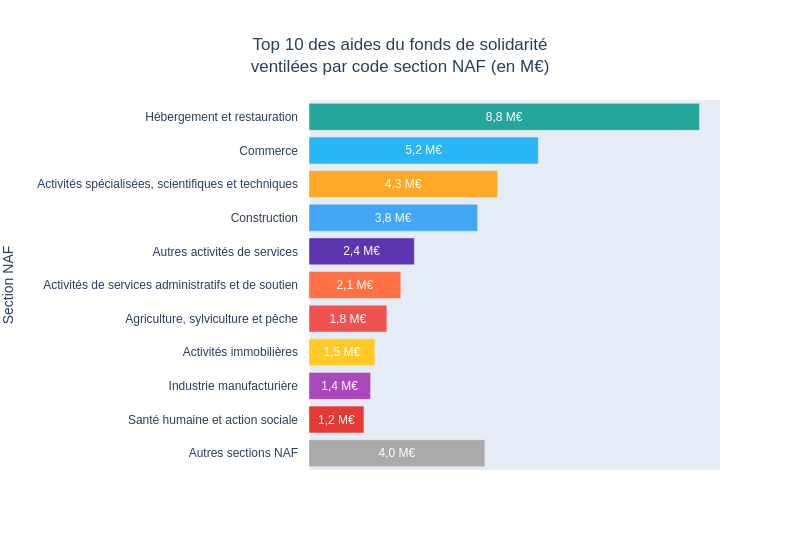 Top 10 des aides du fonds de solidarité
ventilées par code section NAF (en M€)
Section NAF
Hébergement et restauration 8,8 M€
Commerce 5,2 M€
Activités spécialisées, scientifiques et techniques 4,3 M€
Construction 3,8 M€
Autres activités de services 2,4 M€
Activités de services administratifs et de soutien 2,1 M€
Agriculture, sylviculture et pêche 1,8 M€
Activités immobilières 1,5 M€
Industrie manufacturière 1,4 M€
Santé humaine et action sociale 1,2 M€
Autres sections NAF 4,0 M€